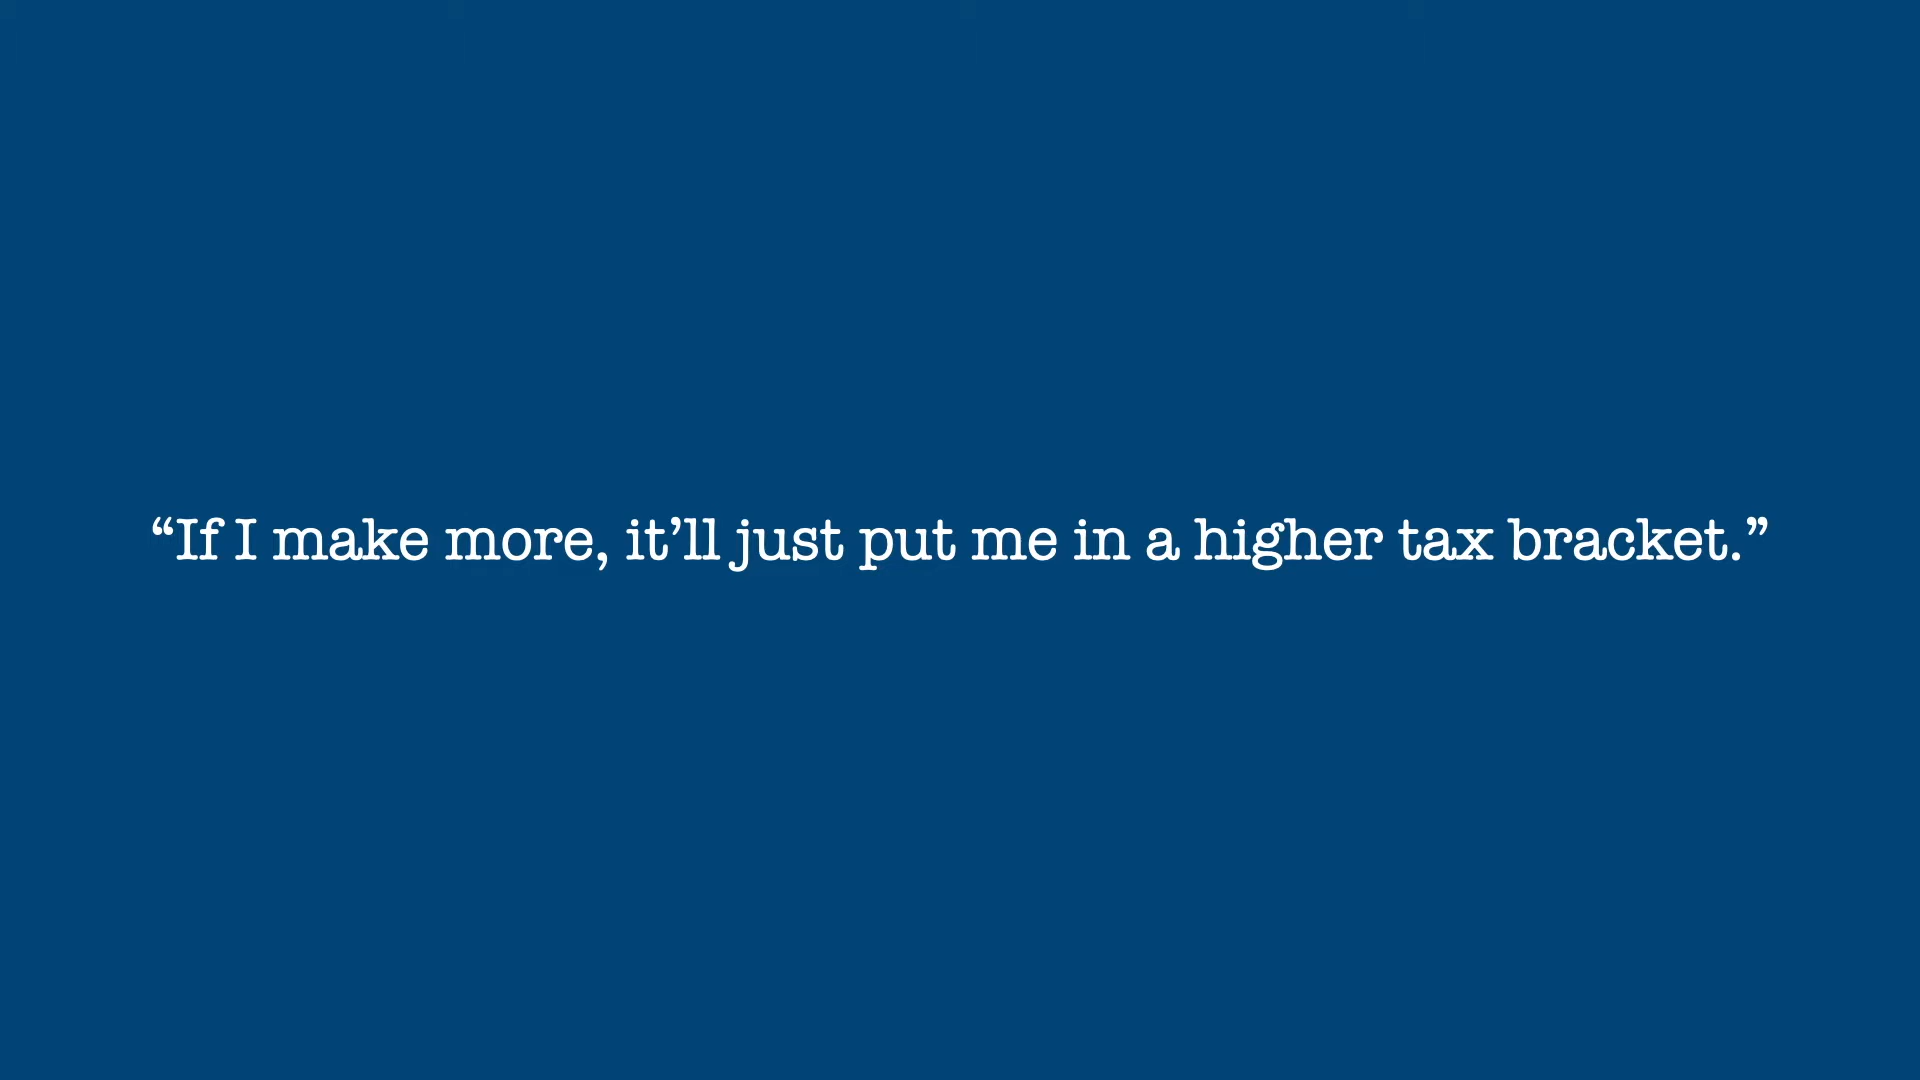 “If I make more, it’ll just put me in a higher tax bracket.”